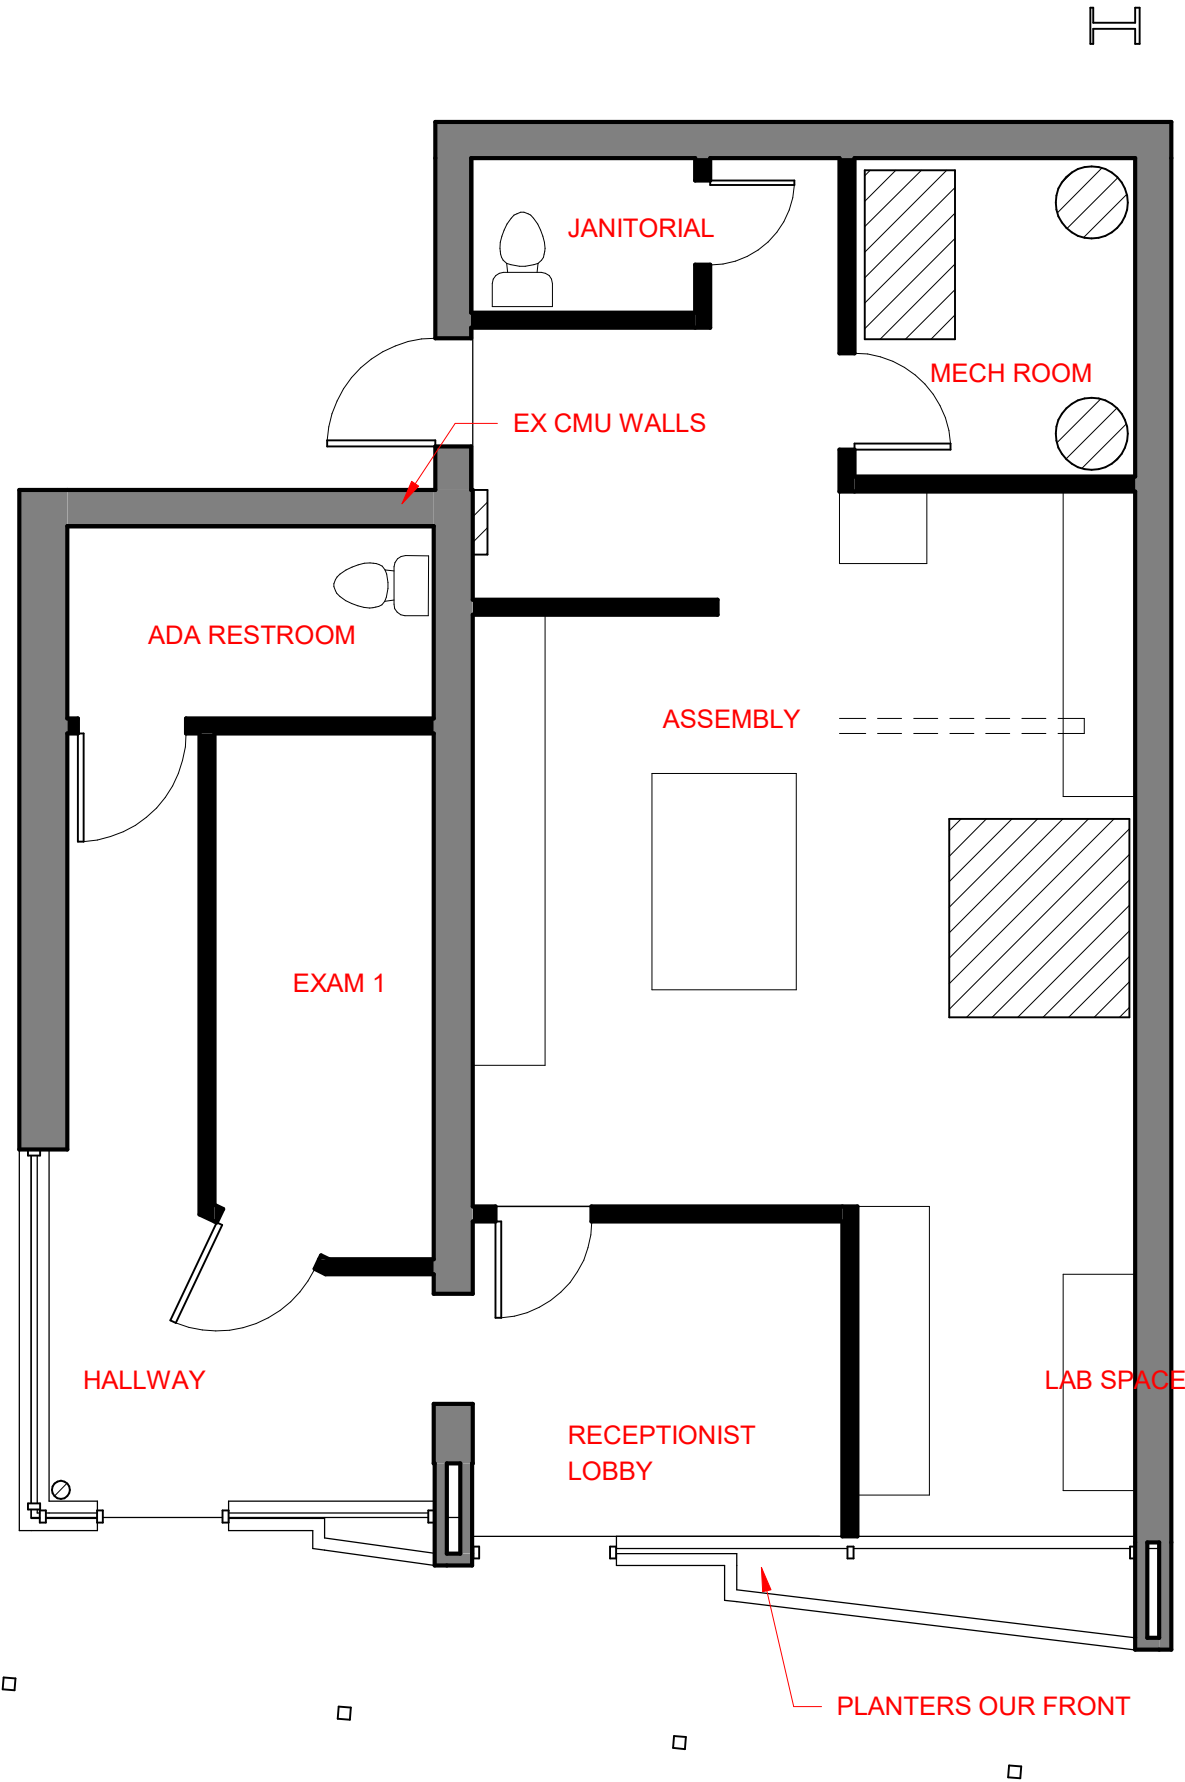 JANITORIAL
MECH ROOM
EX CMU WALLS
ADA RESTROOM
ASSEMBLY
EXAM 1
HALLWAY
LAB SPACE
RECEPTIONIST
LOBBY
PLANTERS OUR FRONT